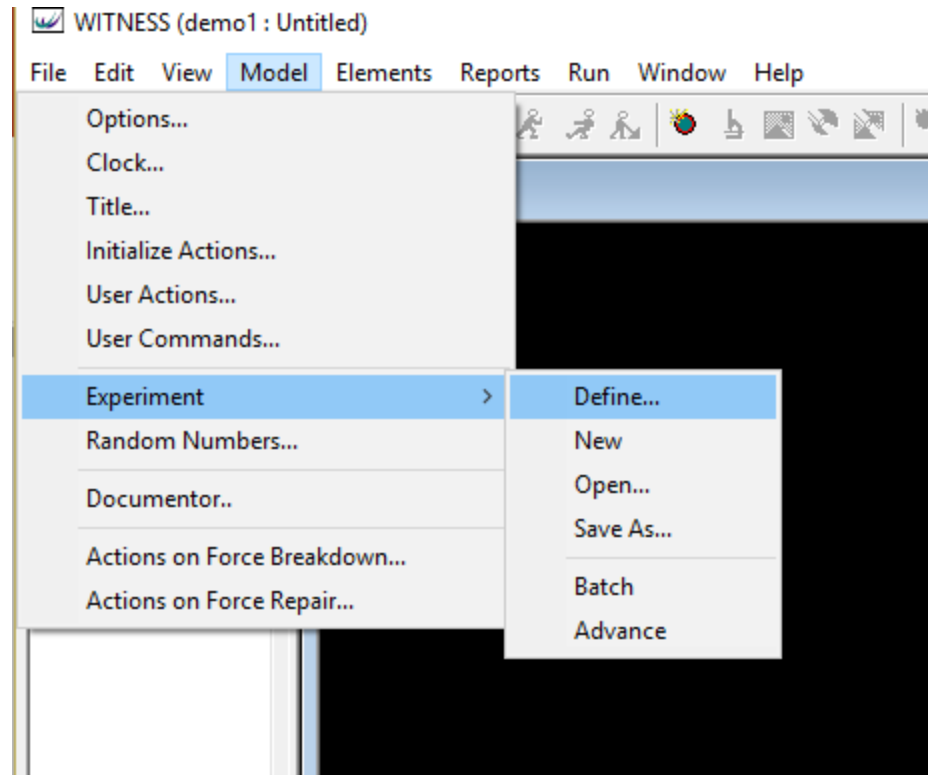 WITNESS (demo1 : Untitled)
File Edit View Model Elements Reports Run Window Help
Options...
Clock...
Title...
Initialize Actions...
User Actions...
User Commands...
Experiment
Random Numbers...
Documentor..
Actions on Force Breakdown...
Actions on Force Repair...
Define...
New
Open...
Save As...
Batch
Advance